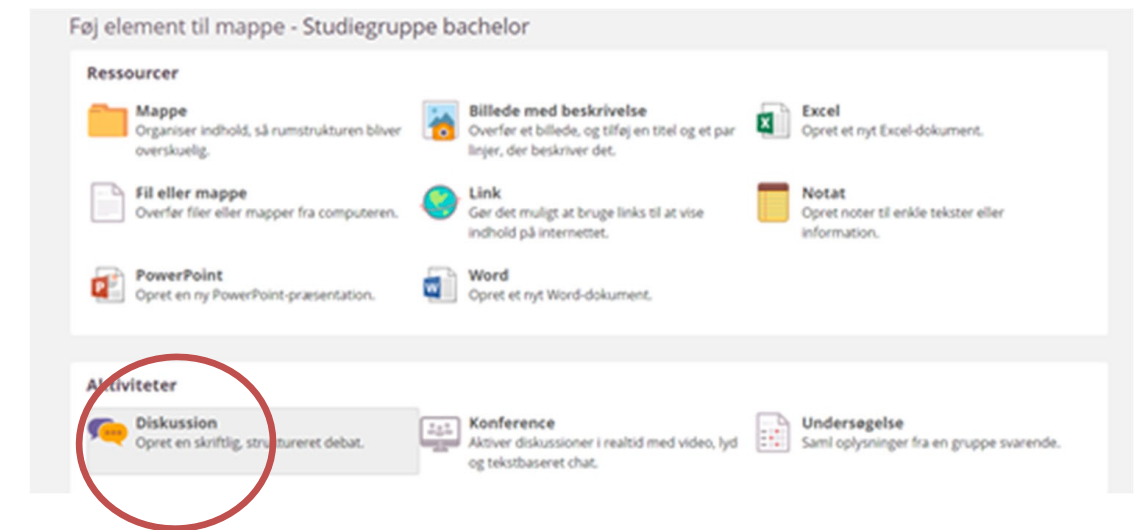 Føj element til mappe - Studiegruppe bachelor
Ressourcer
Mappe
Organiser indhold, så rumstrukturen bliver
overskuelig.
Billede med beskrivelse
Overfør et billede, og tilføj en titel og et par
linjer, der beskriver det.
Excel
Opret et nyt Excel-dokument.
Fil eller mappe
Overfør filer eller mapper fra computeren.
Link
Gør det muligt at bruge links til at vise
indhold på internettet.
Notat
Opret noter til enkle tekster eller
information.
PowerPoint
Opret en ny PowerPoint-præsentation.
Word
Opret et nyt Word-dokument.
Aktiviteter
Diskussion
Opret en skriftlig, struktureret debat.
Konference
Aktiver diskussioner i realtid med video, lyd
og tekstbaseret chat.
Undersøgelse
Saml oplysninger fra en gruppe svarende.